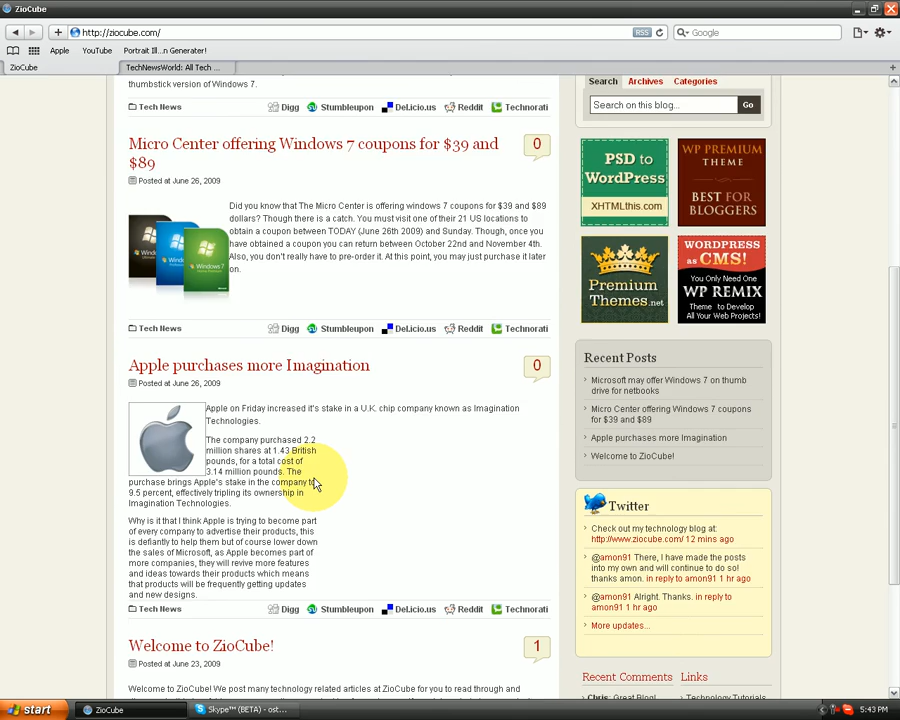 ZioCube
http://ziocube.com/
RSS
Google
Apple
YouTube
Portrait Ill...n Generater!
ZioCube
TechNewsWorld: All Tech ...
thumbstick version of Windows 7.
Tech News
Digg
Stumbleupon
DeLicio.us
Reddit
Technorati
Micro Center offering Windows 7 coupons for $39 and
$89
0
Posted at June 26, 2009
Did you know that The Micro Center is offering windows 7 coupons for $39 and $89
dollars? Though there is a catch. You must visit one of their 21 US locations to
obtain a coupon between TODAY (June 26th 2009) and Sunday. Though, once you
have obtained a coupon you can return between October 22nd and November 4th.
Also, you don't really have to pre-order it. At this point, you may just purchase it later
on.
Tech News
Digg
Stumbleupon
DeLicio.us
Reddit
Technorati
Apple purchases more Imagination
0
Posted at June 26, 2009
Apple on Friday increased it's stake in a U.K. chip company known as Imagination
Technologies.
The company purchased 2.2
million shares at 1.43 British
pounds, for a total cost of
3.14 million pounds. The
purchase brings Apple's stake in the company to
9.5 percent, effectively tripling its ownership in
Imagination Technologies.
Why is it that I think Apple is trying to become part
of every company to advertise their products, this
is defiantly to help them but of course lower down
the sales of Microsoft, as Apple becomes part of
more companies, they will revive more features
and ideas towards their products which means
that products will be frequently getting updates
and new designs.
Tech News
Digg
Stumbleupon
DeLicio.us
Reddit
Technorati
Welcome to ZioCube!
1
Posted at June 23, 2009
Welcome to ZioCube! We post many technology related articles at ZioCube for you to read through and
Search
Archives
Categories
Search on this blog...
Go
PSD to
WordPress
XHTMLthis.com
WP PREMIUM
THEME
BEST FOR
BLOGGERS
Premium
Themes.net
WORDPRESS
as CMS!
You Only Need One
WP REMIX
Theme to Develop
All Your Web Projects!
Recent Posts
Microsoft may offer Windows 7 on thumb
drive for netbooks
Micro Center offering Windows 7 coupons
for $39 and $89
Apple purchases more Imagination
Welcome to ZioCube!
Twitter
Check out my technology blog at:
http://www.ziocube.com/ 12 mins ago
@amon91 There, I have made the posts
into my own and will continue to do so!
thanks amon. in reply to amon91 1 hr ago
@amon91 Alright. Thanks. in reply to
amon91 1 hr ago
More updates...
Recent Comments
Links
Chris: Great Blog!
Technology Tutorials
start
ZioCube
Skype™ (BETA) - ost...
5:43 PM